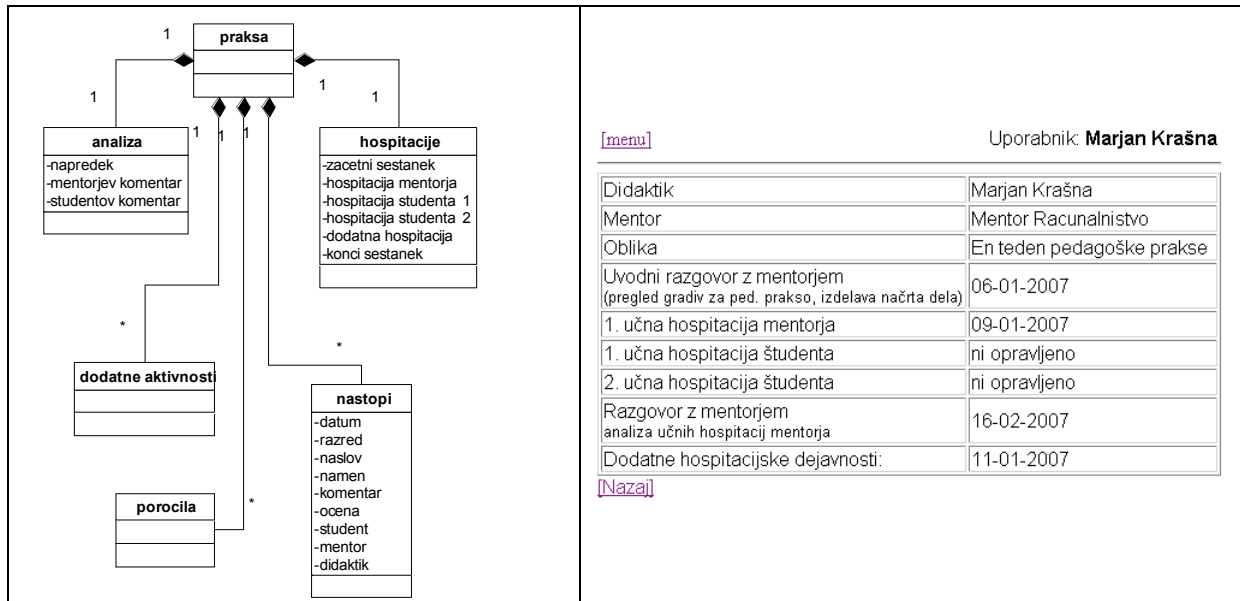 praksa
1
1
1
1
1
1
1
1
analiza
-napredek
-mentorjev komentar
-studentov komentar
hospitacije
-zacetni sestanek
-hospitacija mentorja
-hospitacija studenta 1
-hospitacija studenta 2
-dodatna hospitacija
-konci sestanek
*
*
*
dodatne aktivnosti
nastopi
-datum
-razred
-naslov
-namen
-komentar
-ocena
-student
-mentor
-didaktik
porocila
[menu] Uporabnik: Marjan Krašna
Didaktik Marjan Krašna
Mentor Mentor Racunalnistvo
Oblika En teden pedagoške prakse
Uvodni razgovor z mentorjem
(pregled gradiv za ped. prakso, izdelava načrta dela) 06-01-2007
1. učna hospitacija mentorja 09-01-2007
1. učna hospitacija študenta ni opravljeno
2. učna hospitacija študenta ni opravljeno
Razgovor z mentorjem
analiza učnih hospitacij mentorja 16-02-2007
Dodatne hospitacijske dejavnosti: 11-01-2007
[Nazaj]